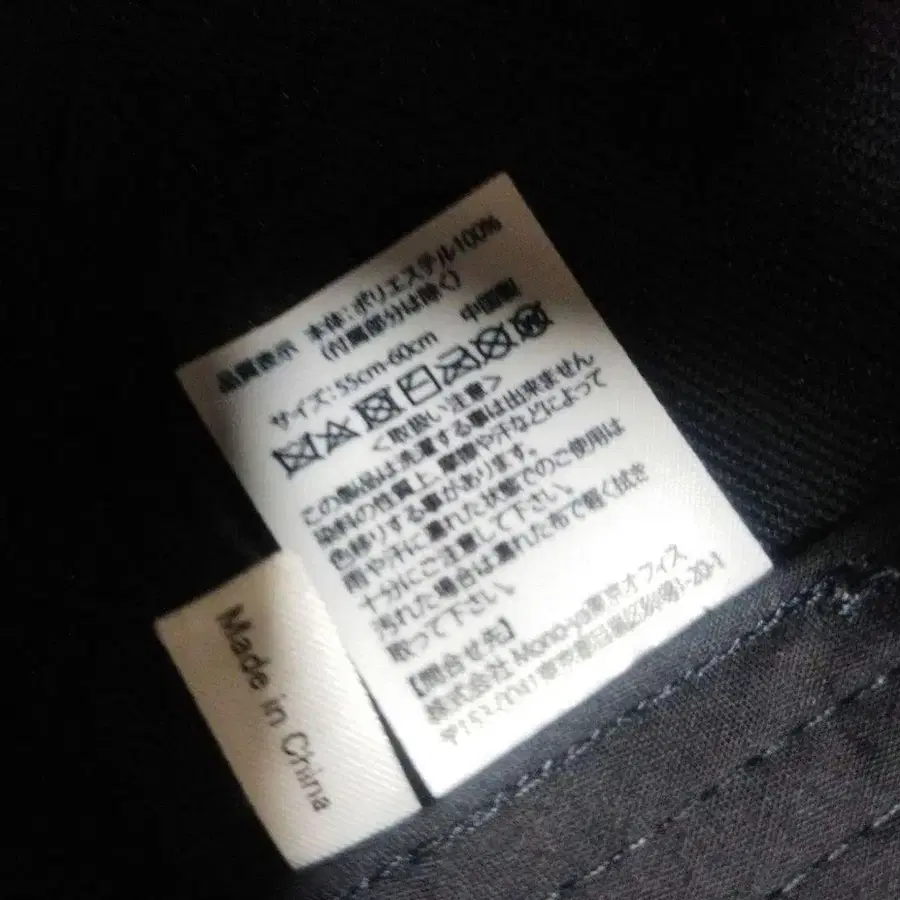 品質表示 本体:ポリエステル100%
(付属部分は除く)
サイズ:55cm-60cm 中国製
<取扱い注意>
この製品は洗濯する事は出来ません
染料の性質上、摩擦や汗などによって
色移りする事があります。
雨や汗に濡れた状態でのご使用は
十分にご注意して下さい。
汚れた場合は濡れた布で軽く拭き
取って下さい。
【問合せ先】
株式会社 Mono-ya東京オフィス
東京都目黒区
Made in China